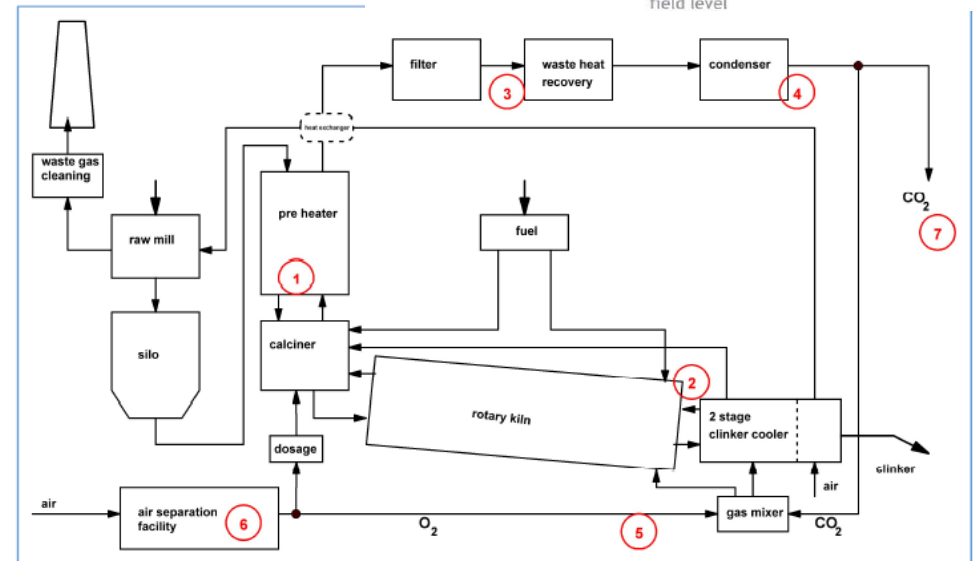 field level
filter
waste heat
recovery
condenser
3
4
heat exchanger
waste gas
cleaning
pre heater
CO2
7
raw mill
fuel
1
silo
calciner
2
rotary kiln
2 stage
clinker cooler
dosage
clinker
air
air
air separation
facility
6
O2
5
gas mixer
CO2